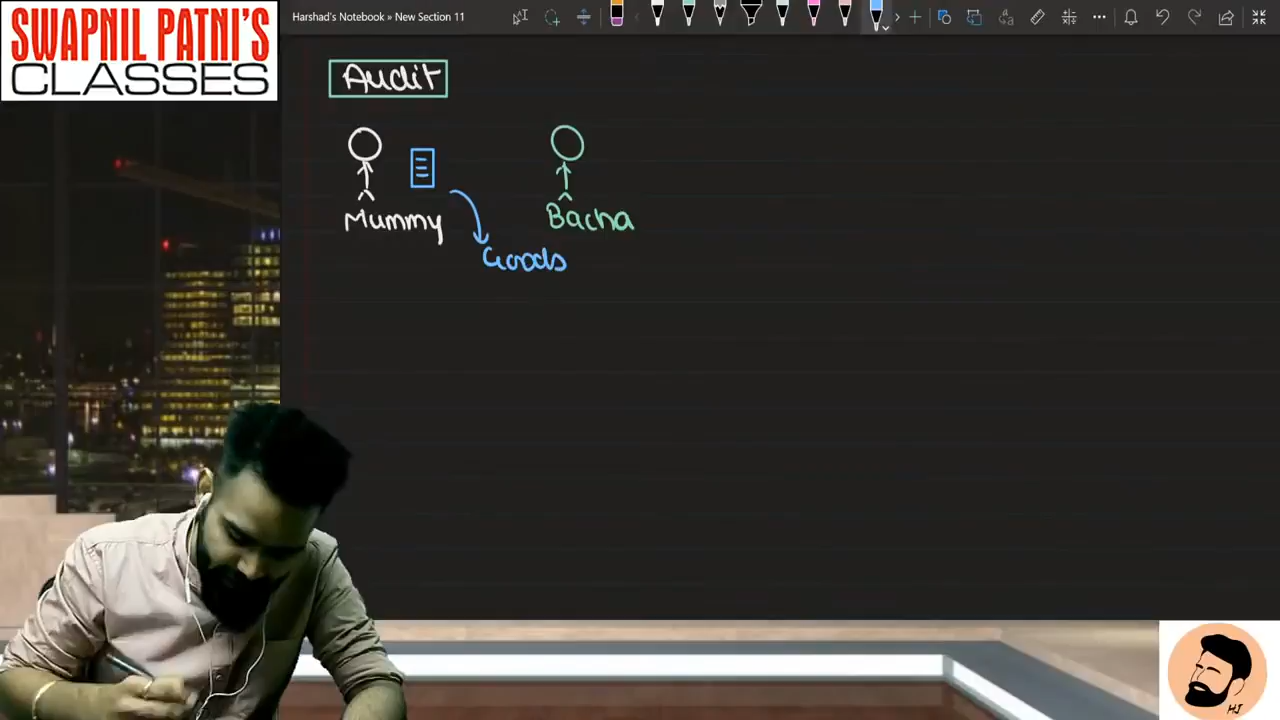 SWAPNIL PATNI'S
CLASSES
Harshad's Notebook » New Section 11
Audit
Mummy
Bacha
Goods
HJ